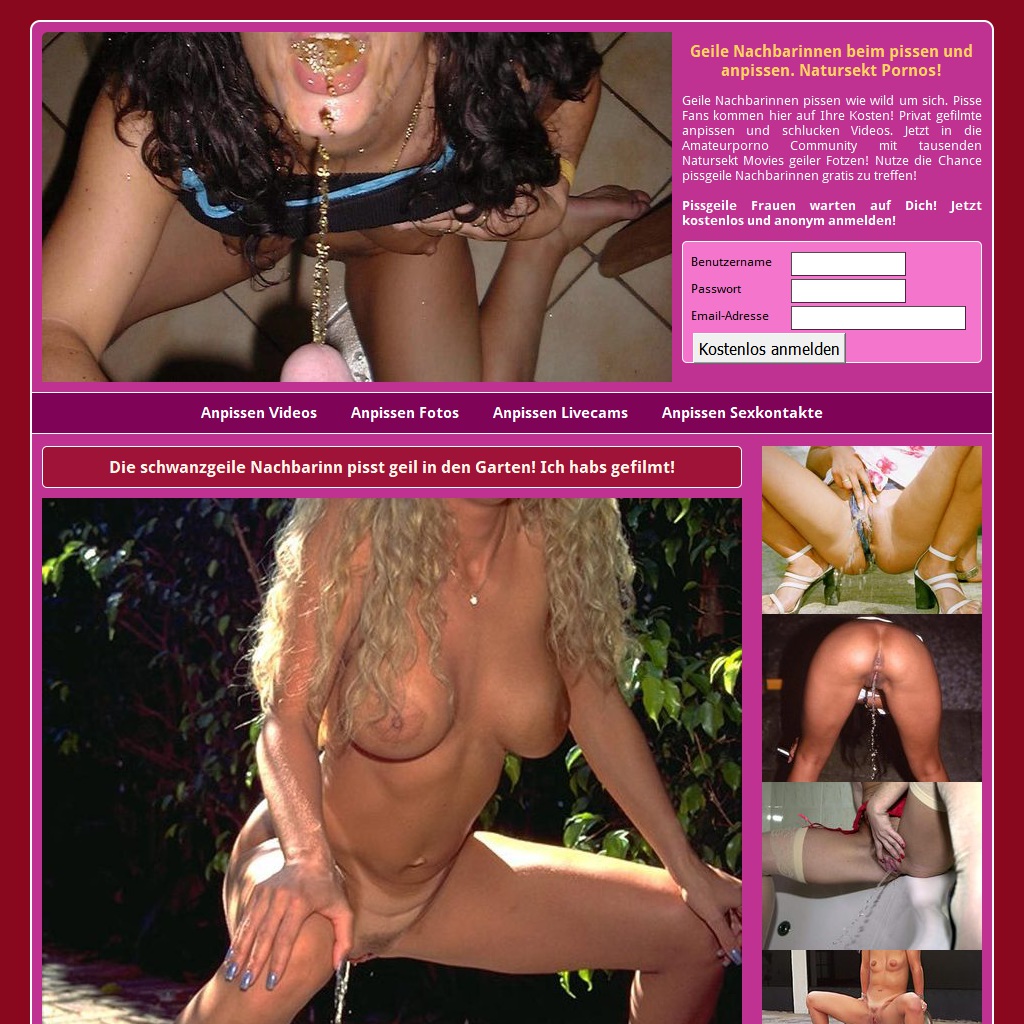 Geile Nachbarinnen beim pissen und
anpissen. Natursekt Pornos!
Geile Nachbarinnen pissen wie wild um sich. Pisse
Fans kommen hier auf Ihre Kosten! Privat gefilmte
anpissen und schlucken Videos. Jetzt in die
Amateurporno Community mit tausenden
Natursekt Movies geiler Fotzen! Nutze die Chance
pissgeile Nachbarinnen gratis zu treffen!
Pissgeile Frauen warten auf Dich! Jetzt
kostenlos und anonym anmelden!
Benutzername
Passwort
Email-Adresse
Kostenlos anmelden
Anpissen Videos Anpissen Fotos Anpissen Livecams Anpissen Sexkontakte
Die schwanzgeile Nachbarinn pisst geil in den Garten! Ich habs gefilmt!